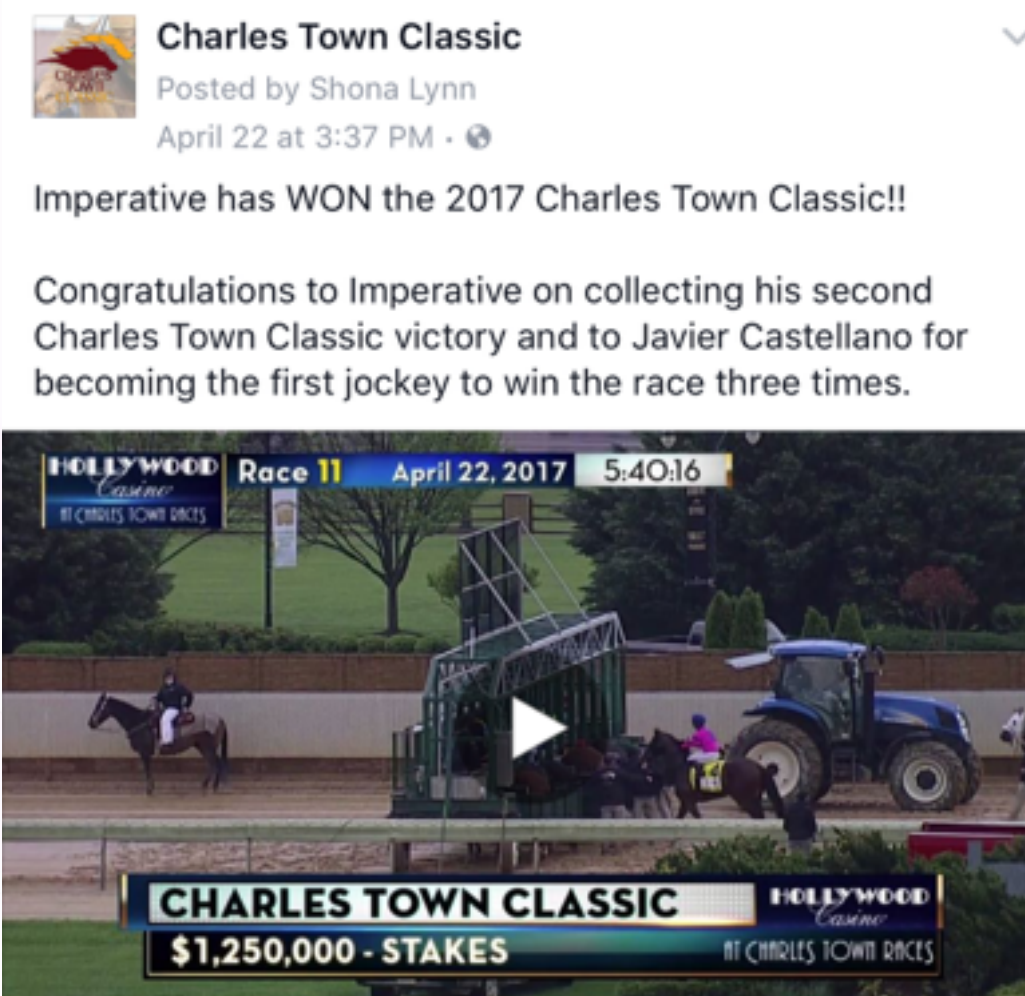 Charles Town Classic
Posted by Shona Lynn
April 22 at 3:37 PM ·
Imperative has WON the 2017 Charles Town Classic!!
Congratulations to Imperative on collecting his second
Charles Town Classic victory and to Javier Castellano for
becoming the first jockey to win the race three times.
HOLLYWOOD Race 11 April 22, 2017 5:40:16
Casino
AT CHARLES TOWN RACES
CHARLES TOWN CLASSIC HOLLYWOOD
Casino
$1,250,000 - STAKES AT CHARLES TOWN RACES